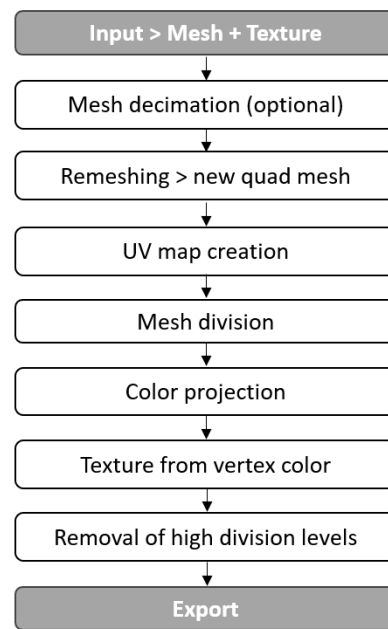 Input > Mesh + Texture
Mesh decimation (optional)
Remeshing > new quad mesh
UV map creation
Mesh division
Color projection
Texture from vertex color
Removal of high division levels
Export